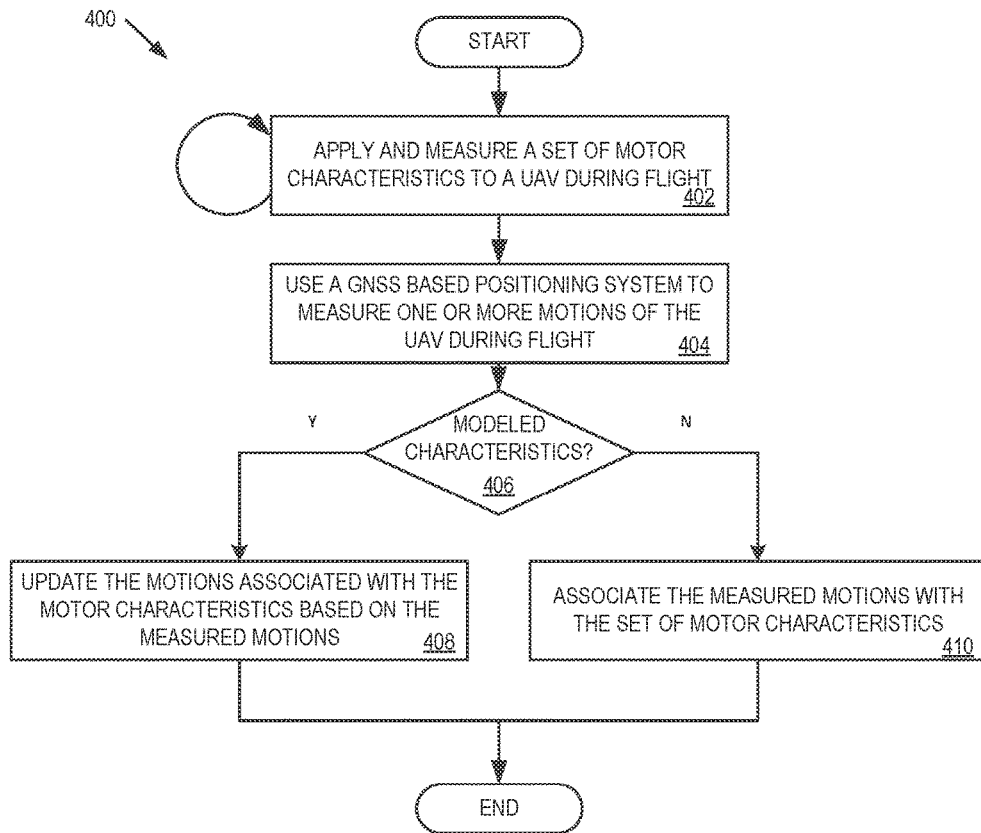 400
START
APPLY AND MEASURE A SET OF MOTOR
CHARACTERISTICS TO A UAV DURING FLIGHT
402
USE A GNSS BASED POSITIONING SYSTEM TO
MEASURE ONE OR MORE MOTIONS OF THE
UAV DURING FLIGHT
404
Y
MODELED
CHARACTERISTICS?
406
N
UPDATE THE MOTIONS ASSOCIATED WITH THE
MOTOR CHARACTERISTICS BASED ON THE
MEASURED MOTIONS
408
ASSOCIATE THE MEASURED MOTIONS WITH
THE SET OF MOTOR CHARACTERISTICS
410
END